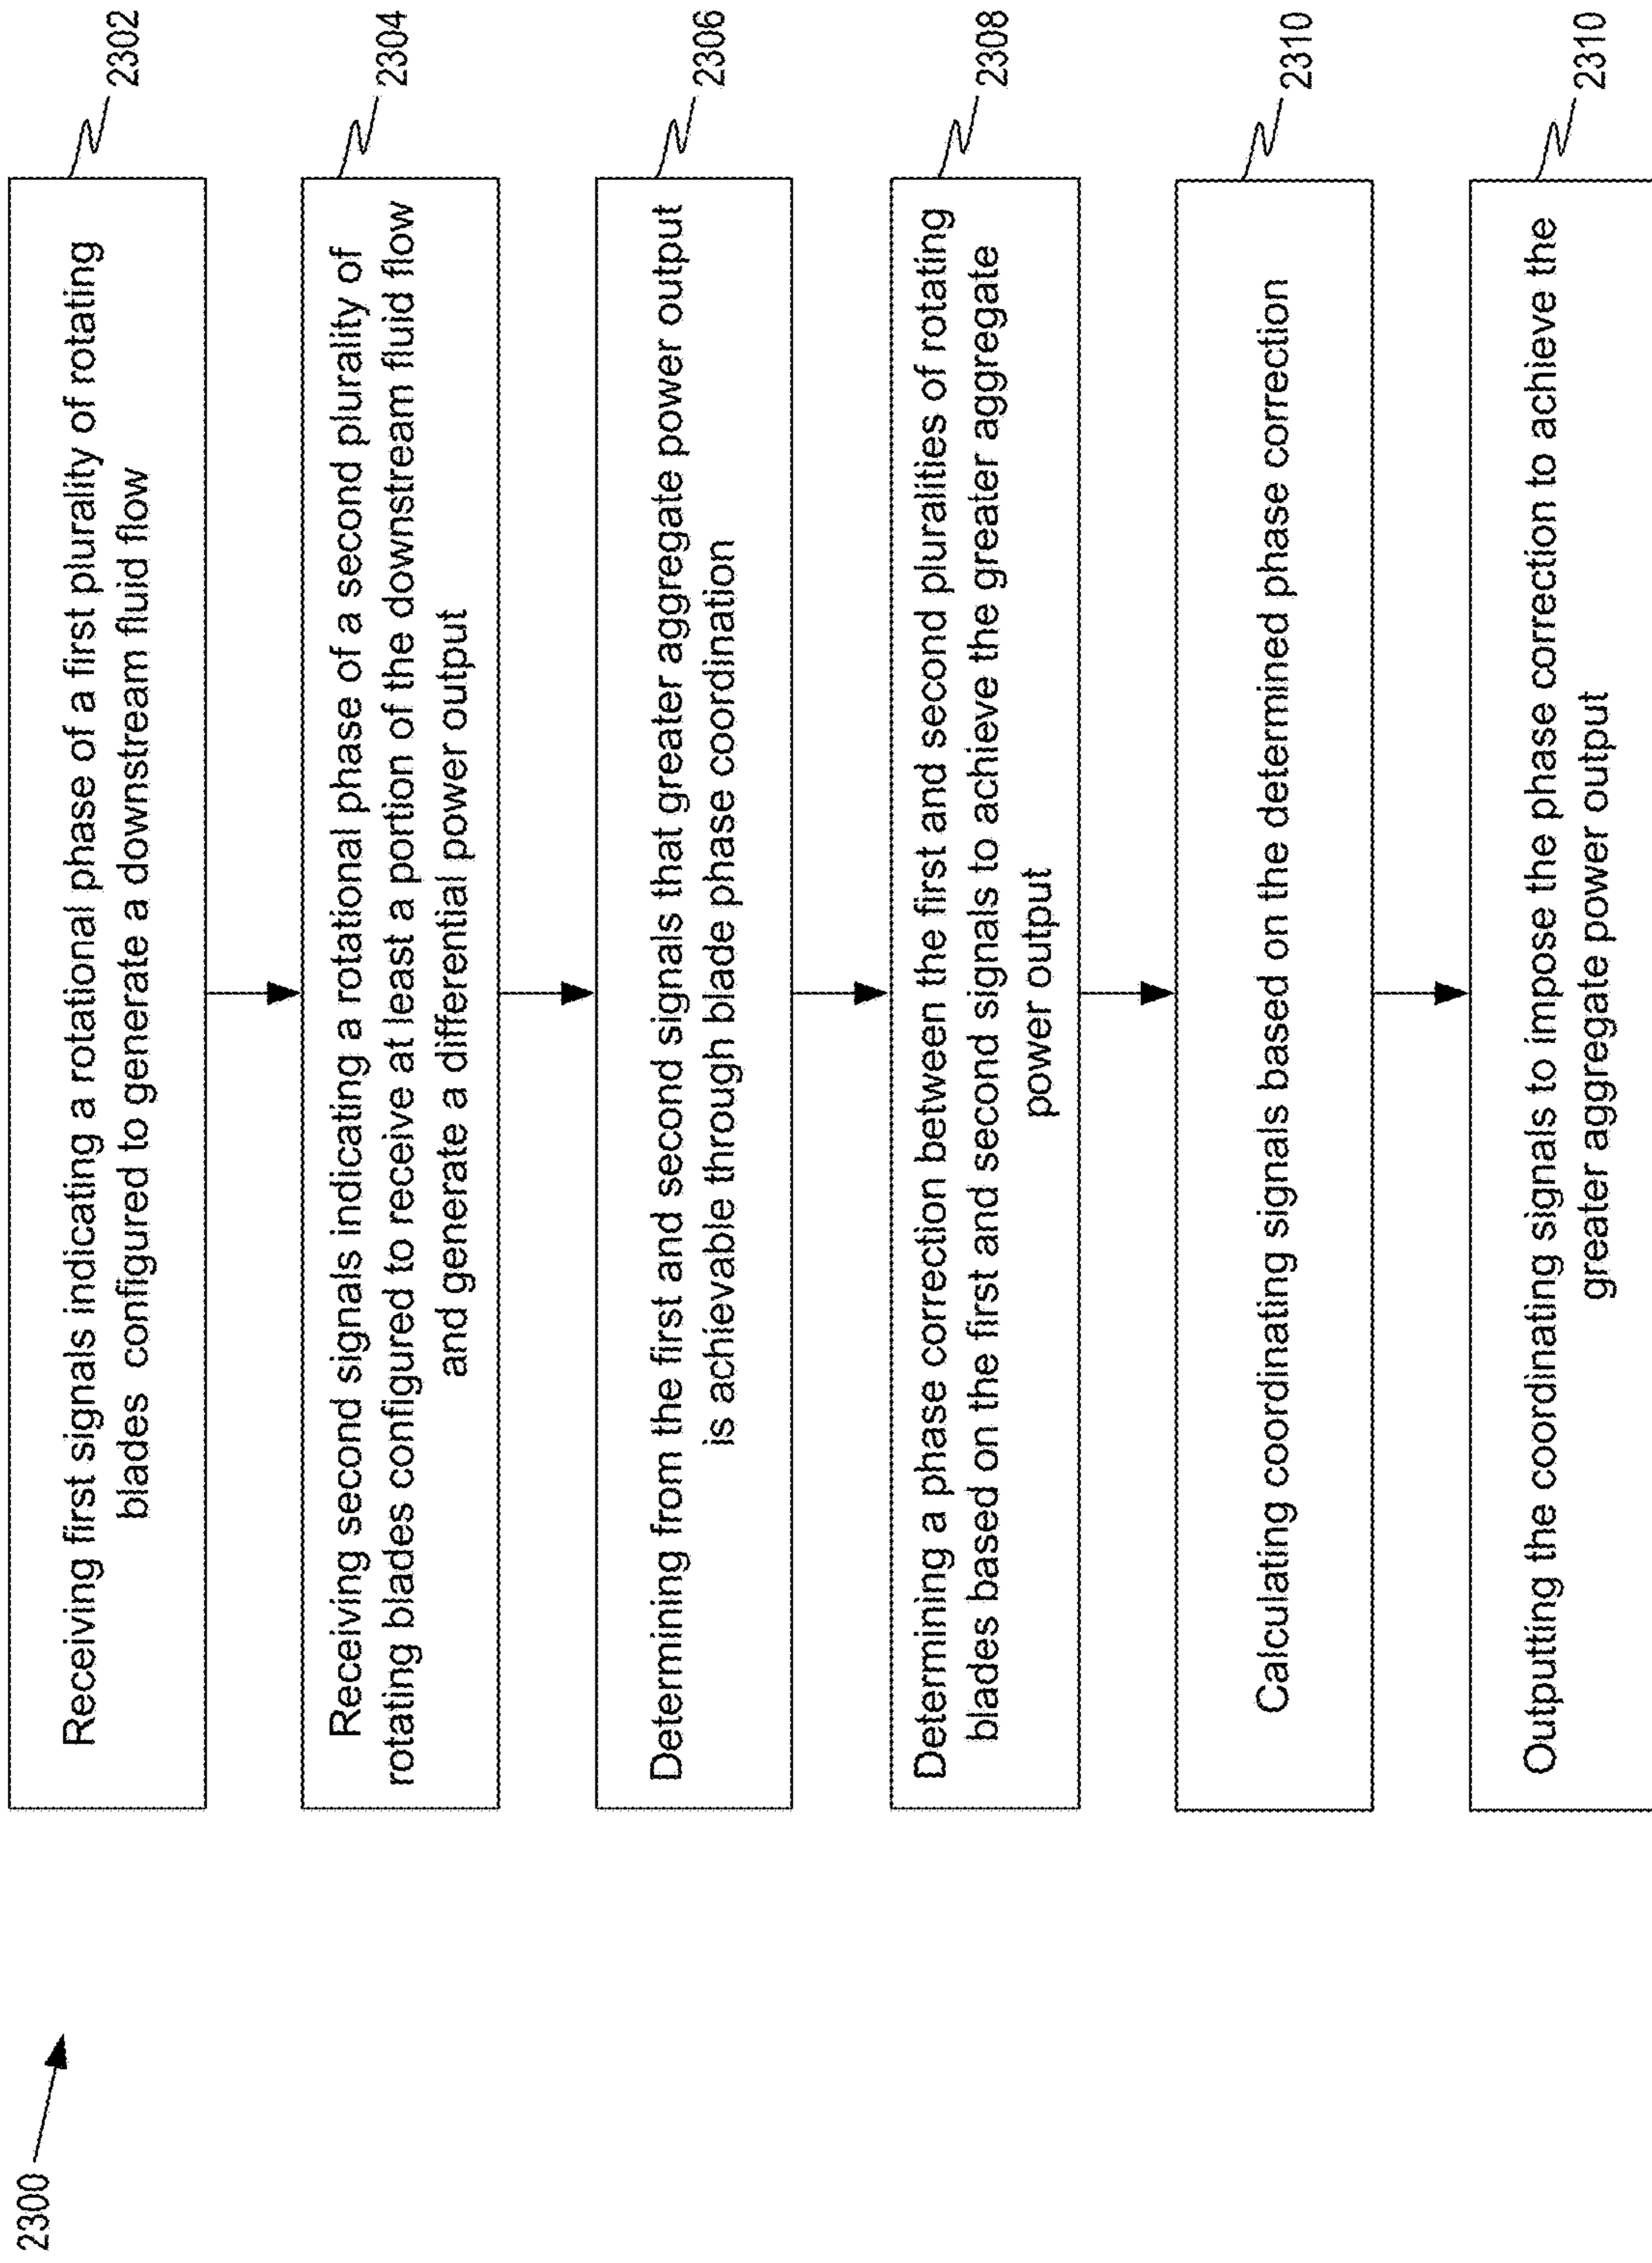 2300
Receiving first signals indicating a rotational phase of a first plurality of rotating
blades configured to generate a downstream fluid flow
2302
Receiving second signals indicating a rotational phase of a second plurality of
rotating blades configured to receive at least a portion of the downstream fluid flow
and generate a differential power output
2304
Determining from the first and second signals that greater aggregate power output
is achievable through blade phase coordination
2306
Determining a phase correction between the first and second pluralities of rotating
blades based on the first and second signals to achieve the greater aggregate
power output
2308
Calculating coordinating signals based on the determined phase correction
2310
Outputting the coordinating signals to impose the phase correction to achieve the
greater aggregate power output
2310